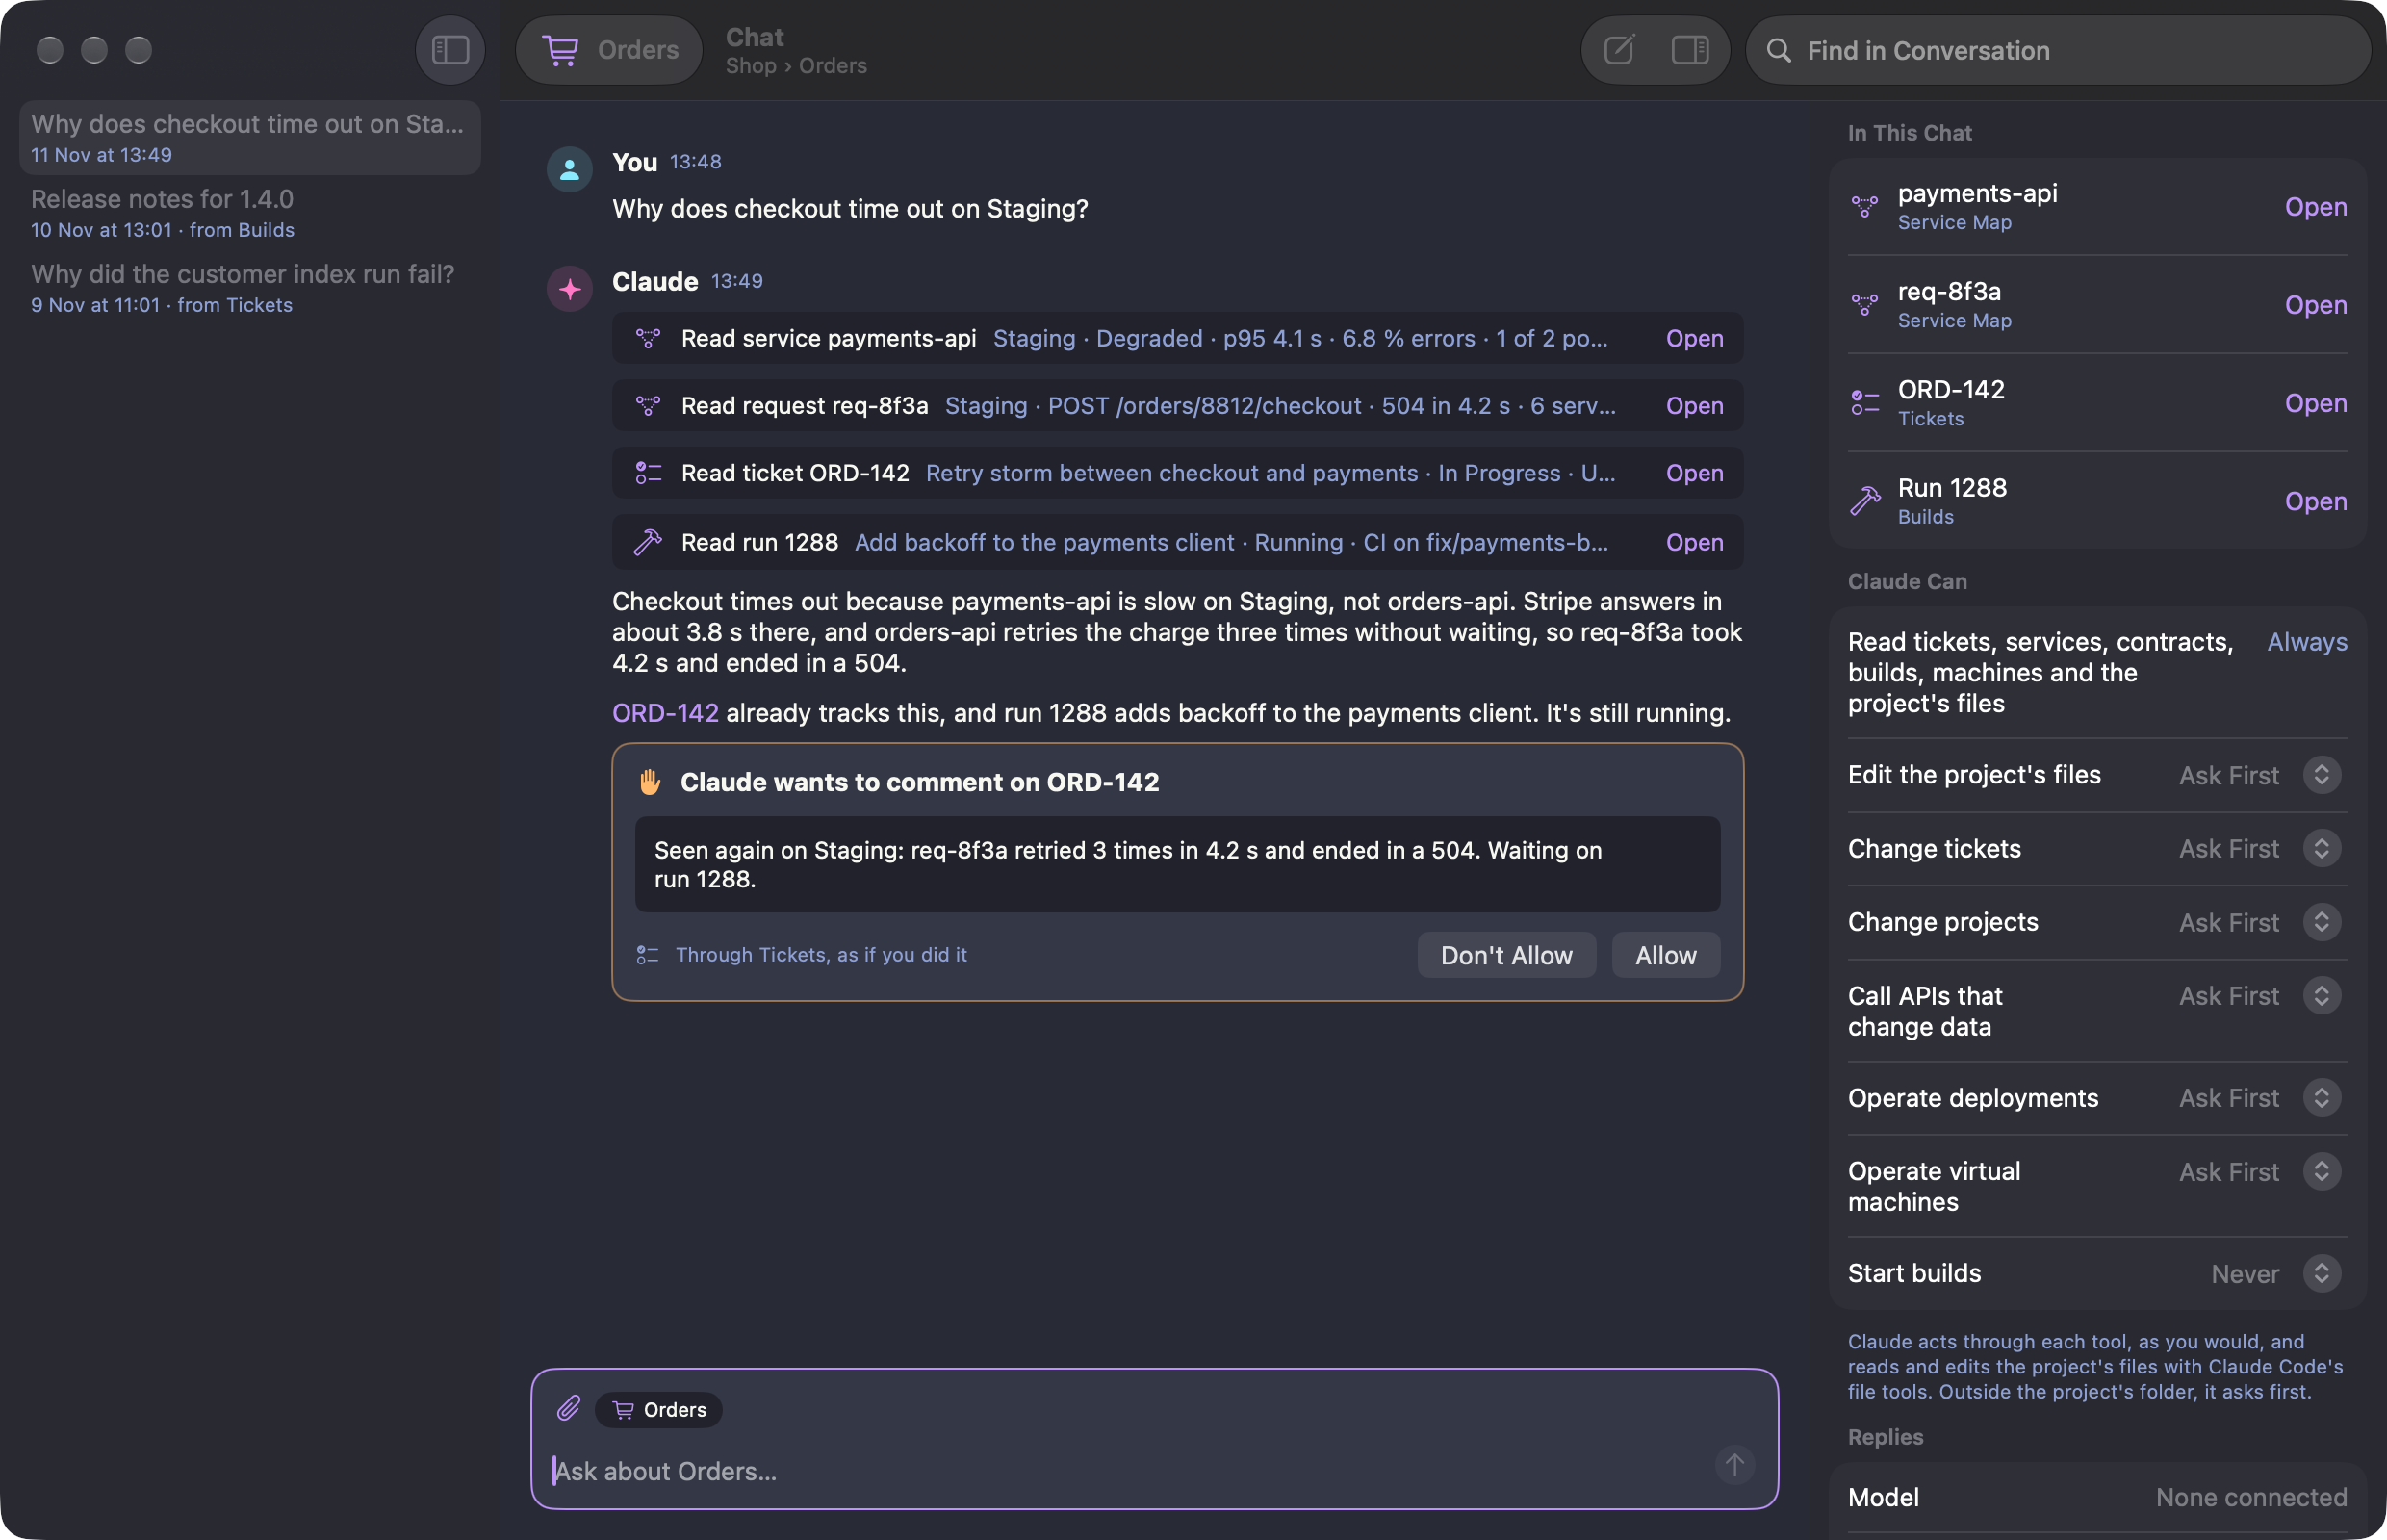 Orders
Chat
Shop › Orders
Find in Conversation
Why does checkout time out on Sta...
11 Nov at 13:49
Release notes for 1.4.0
10 Nov at 13:01 · from Builds
Why did the customer index run fail?
9 Nov at 11:01 · from Tickets
You 13:48
Why does checkout time out on Staging?
Claude 13:49
Read service payments-api Staging · Degraded · p95 4.1 s · 6.8 % errors · 1 of 2 po... Open
Read request req-8f3a Staging · POST /orders/8812/checkout · 504 in 4.2 s · 6 serv... Open
Read ticket ORD-142 Retry storm between checkout and payments · In Progress · U... Open
Read run 1288 Add backoff to the payments client · Running · CI on fix/payments-b... Open
Checkout times out because payments-api is slow on Staging, not orders-api. Stripe answers in
about 3.8 s there, and orders-api retries the charge three times without waiting, so req-8f3a took
4.2 s and ended in a 504.
ORD-142 already tracks this, and run 1288 adds backoff to the payments client. It's still running.
Claude wants to comment on ORD-142
Seen again on Staging: req-8f3a retried 3 times in 4.2 s and ended in a 504. Waiting on
run 1288.
Through Tickets, as if you did it
Don't Allow
Allow
Orders
Ask about Orders...
In This Chat
payments-api
Service Map
Open
req-8f3a
Service Map
Open
ORD-142
Tickets
Open
Run 1288
Builds
Open
Claude Can
Read tickets, services, contracts, Always
builds, machines and the
project's files
Edit the project's files Ask First
Change tickets Ask First
Change projects Ask First
Call APIs that Ask First
change data
Operate deployments Ask First
Operate virtual Ask First
machines
Start builds Never
Claude acts through each tool, as you would, and
reads and edits the project's files with Claude Code's
file tools. Outside the project's folder, it asks first.
Replies
Model None connected